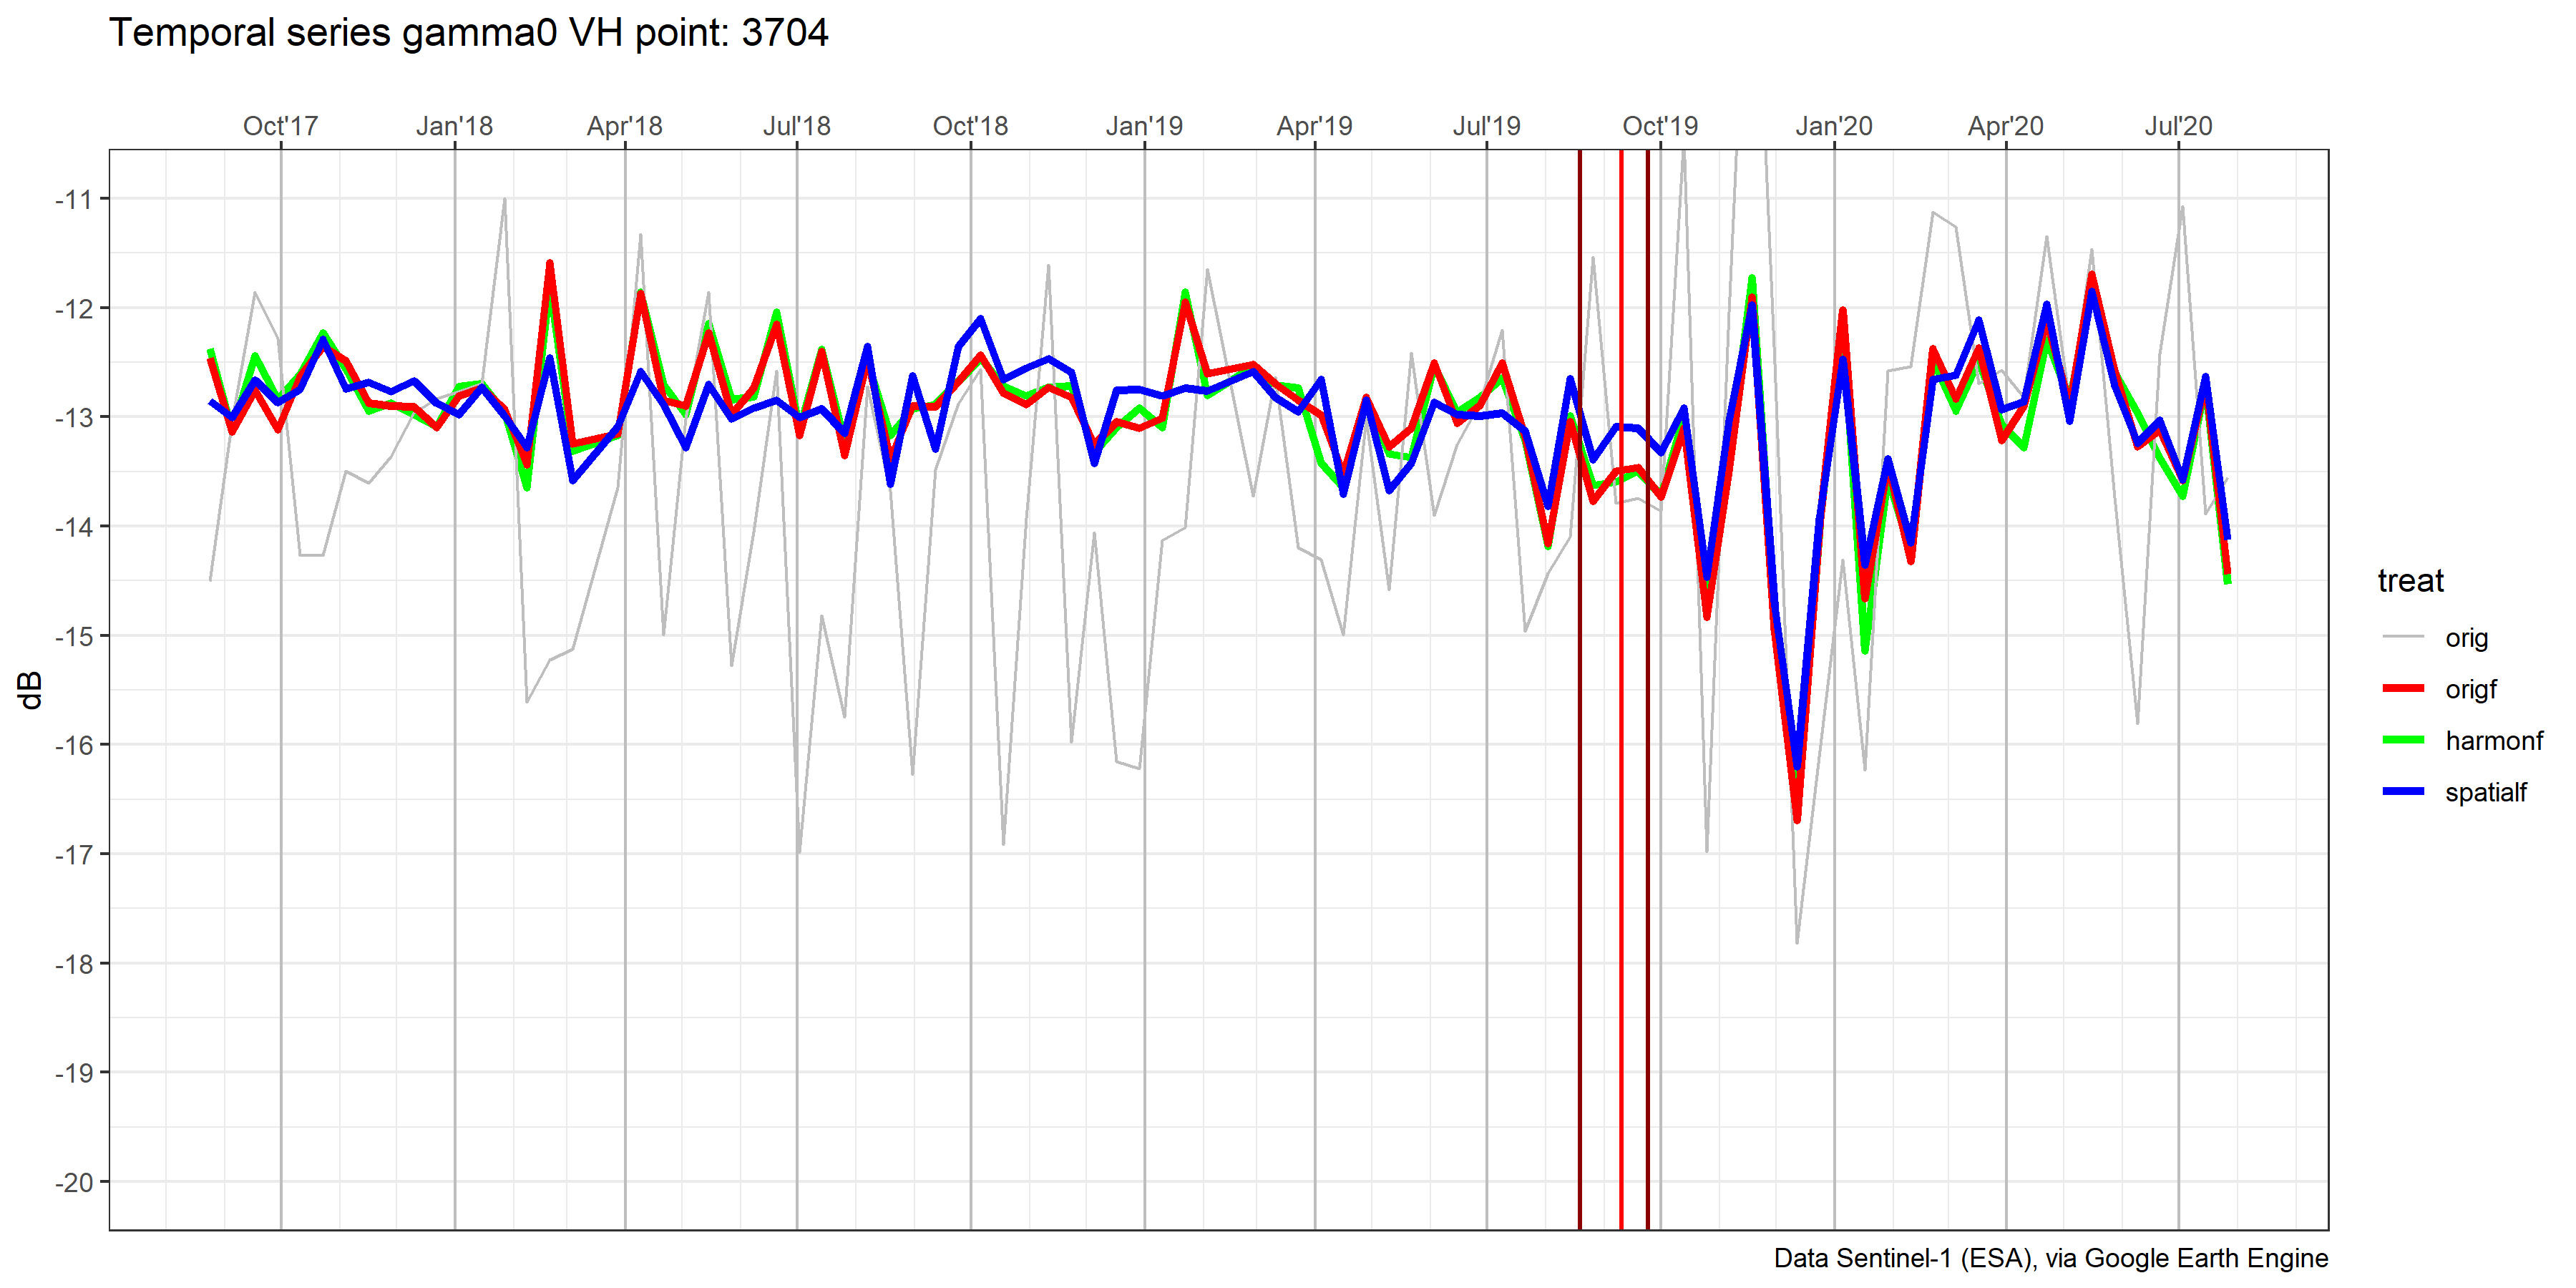 Temporal series gamma0 VH point: 3704
Oct'17 Jan'18 Apr'18 Jul'18 Oct'18 Jan'19 Apr'19 Jul'19 Oct'19 Jan'20 Apr'20 Jul'20
-11
-12
-13
-14
-15
-16
-17
-18
-19
-20
dB
treat
orig
origf
harmonf
spatialf
Data Sentinel-1 (ESA), via Google Earth Engine